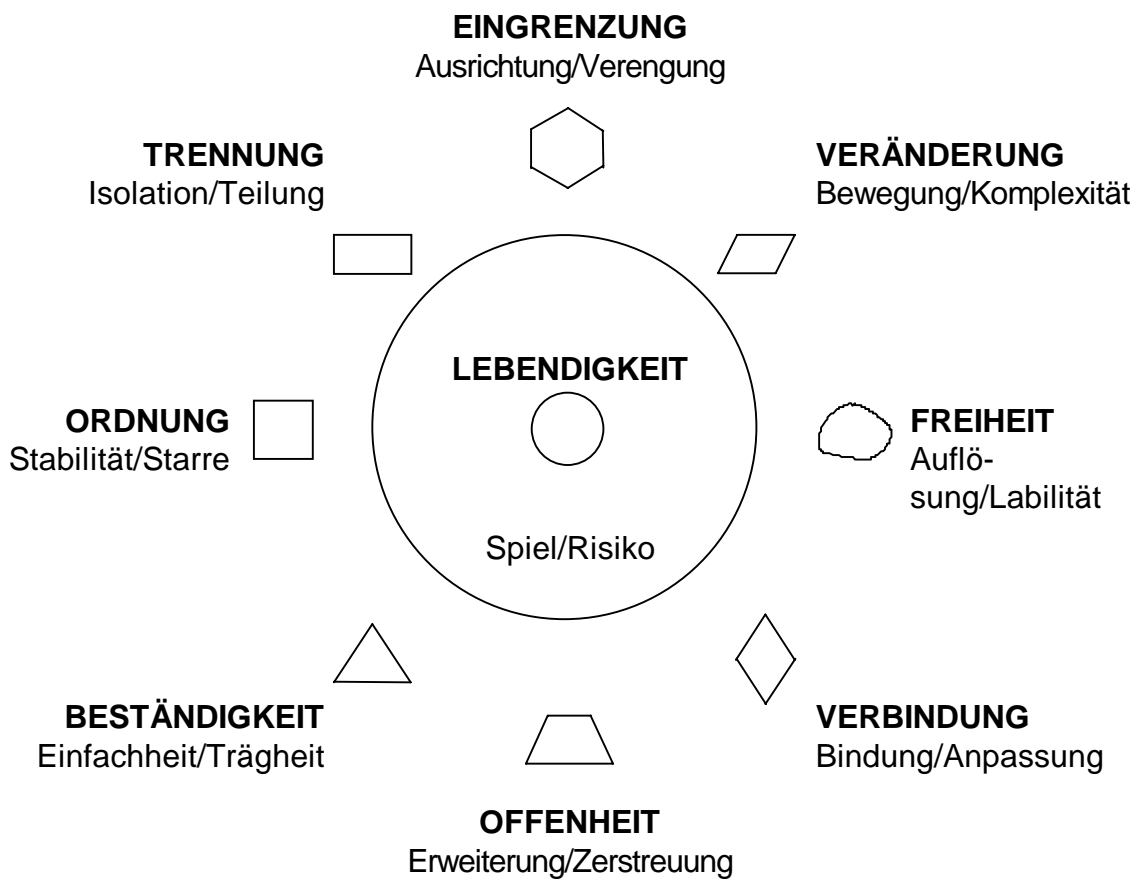 EINGRENZUNG
Ausrichtung/Verengung
TRENNUNG
Isolation/Teilung
VERÄNDERUNG
Bewegung/Komplexität
LEBENDIGKEIT
ORDNUNG
Stabilität/Starre
FREIHEIT
Auflö-
sung/Labilität
Spiel/Risiko
BESTÄNDIGKEIT
Einfachheit/Trägheit
VERBINDUNG
Bindung/Anpassung
OFFENHEIT
Erweiterung/Zerstreuung